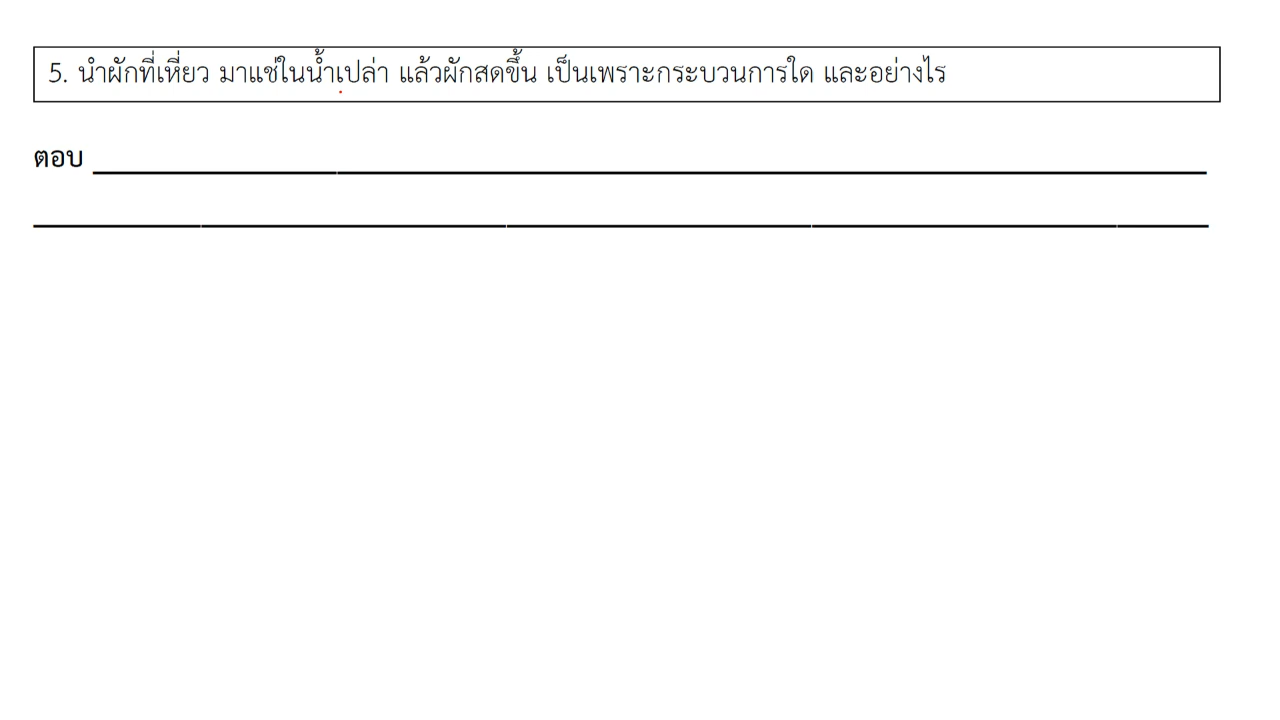 5. นำผักที่เหี่ยว มาแช่ในน้ำเปล่า แล้วผักสดขึ้น เป็นเพราะกระบวนการใด และอย่างไร
ตอบ